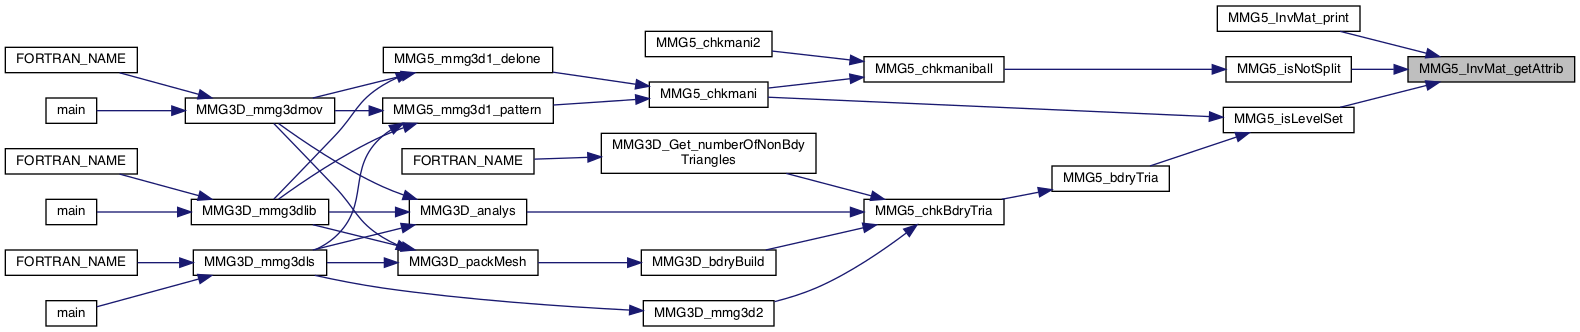 MMG5_InvMat_print
MMG5_chkmani2
FORTRAN_NAME
MMG5_mmg3d1_delone
MMG5_chkmaniball
MMG5_isNotSplit
MMG5_InvMat_getAttrib
MMG5_chkmani
main
MMG3D_mmg3dmov
MMG5_mmg3d1_pattern
MMG5_isLevelSet
MMG3D_Get_numberOfNonBdy
Triangles
FORTRAN_NAME
FORTRAN_NAME
MMG5_bdryTria
main
MMG3D_mmg3dlib
MMG3D_analys
MMG5_chkBdryTria
FORTRAN_NAME
MMG3D_mmg3dls
MMG3D_packMesh
MMG3D_bdryBuild
main
MMG3D_mmg3d2